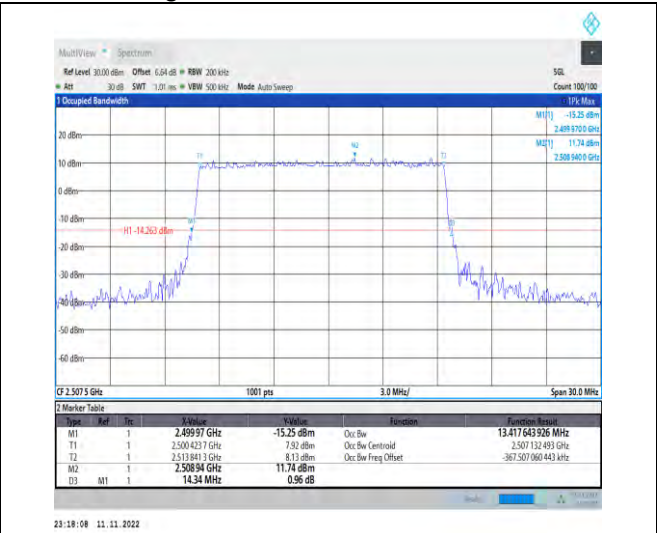 MultiView Spectrum
Ref Level 30.00 dBm Offset 6.64 dB RBW 200 kHz SGL
Att 30 dB SWT 1.01 ms VBW 500 kHz Mode Auto Sweep Count 100/100
1 Occupied Bandwidth 1Pk Max
M1[1] -15.25 dBm
2.499 970 0 GHz
M2[1] 11.74 dBm
2.508 940 0 GHz
20 dBm
M2
T1 T2
10 dBm
0 dBm
-10 dBm
M1
H1 -14.263 dBm
-20 dBm
-30 dBm
-40 dBm
-50 dBm
-60 dBm
CF 2.507 5 GHz 1001 pts 3.0 MHz/ Span 30.0 MHz
2 Marker Table
Type Ref Trc X-Value Y-Value Function Function Result
M1 1 2.499 97 GHz -15.25 dBm Occ Bw 13.417 643 926 MHz
T1 1 2.500 423 7 GHz 7.92 dBm Occ Bw Centroid 2.507 132 493 GHz
T2 1 2.513 841 3 GHz 8.13 dBm Occ Bw Freq Offset -367.507 060 443 kHz
M2 1 2.508 94 GHz 11.74 dBm
D3 M1 1 14.34 MHz 0.96 dB
23:18:08 11.11.2022